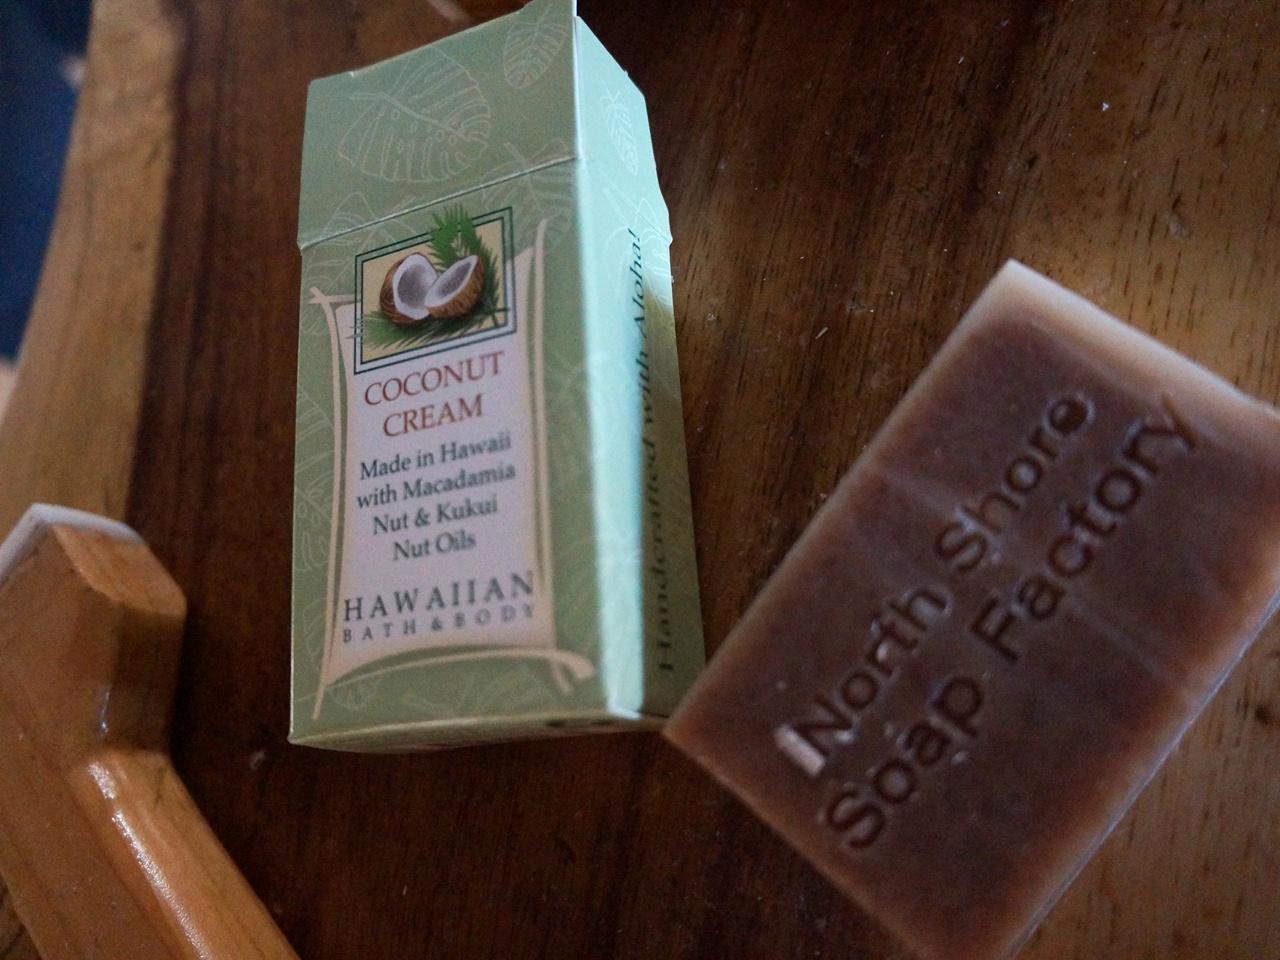 COCONUT
CREAM
Made in Hawaii
with Macadamia
Nut & Kukui
Nut Oils
HAWAIIAN
BATH & BODY
Handcrafted with Aloha!
North Shore
Soap Factory